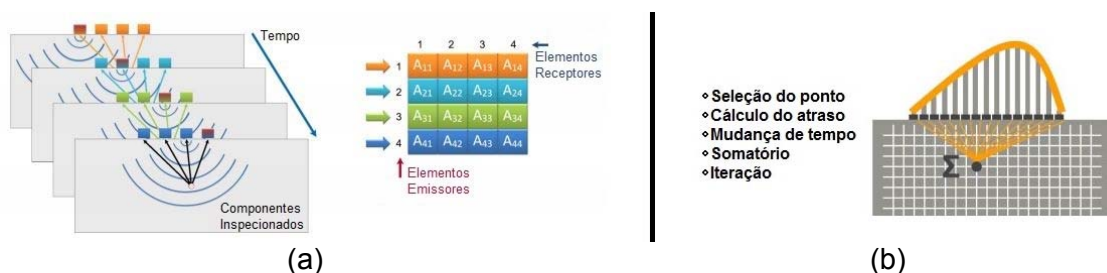 Tempo
1 2 3 4
Elementos
Receptores
1 A11 A12 A13 A14
2 A21 A22 A23 A24
3 A31 A32 A33 A34
4 A41 A42 A43 A44
Elementos
Emissores
Componentes
Inspecionados
(a)
⋄Seleção do ponto
⋄Cálculo do atraso
⋄Mudança de tempo
⋄Somatório
⋄Iteração
Σ
(b)